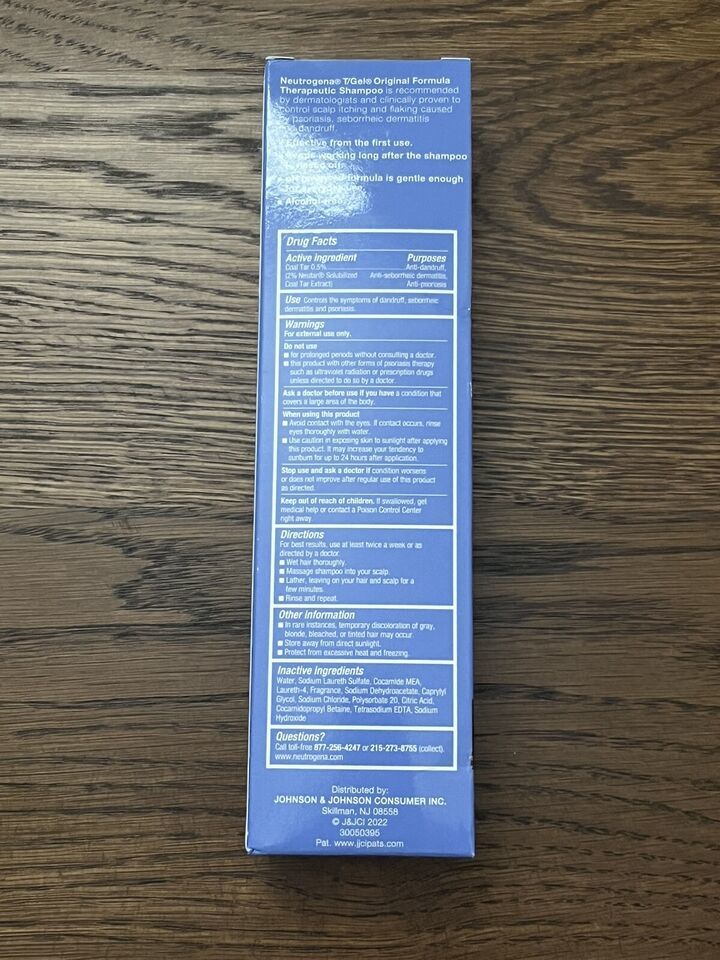 Neutrogena® T/Gel® Original Formula
Therapeutic Shampoo is recommended
by dermatologists and clinically proven to
control scalp itching and flaking caused
by psoriasis, seborrheic dermatitis
and dandruff.
Effective from the first use.
working long after the shampoo
formula is gentle enough
Alcohol-free
Drug Facts
Active ingredient Purposes
Coal Tar 0.5% Anti-dandruff,
(2% Neutar® Solubilized Anti-seborrheic dermatitis,
Coal Tar Extract) Anti-psoriasis
Use Controls the symptoms of dandruff, seborrheic
dermatitis and psoriasis.
Warnings
For external use only.
Do not use
■ for prolonged periods without consulting a doctor.
■ this product with other forms of psoriasis therapy
such as ultraviolet radiation or prescription drugs
unless directed to do so by a doctor.
Ask a doctor before use if you have a condition that
covers a large area of the body.
When using this product
■ Avoid contact with the eyes. If contact occurs, rinse
eyes thoroughly with water.
■ Use caution in exposing skin to sunlight after applying
this product. It may increase your tendency to
sunburn for up to 24 hours after application.
Stop use and ask a doctor if condition worsens
or does not improve after regular use of this product
as directed.
Keep out of reach of children. If swallowed, get
medical help or contact a Poison Control Center
right away.
Directions
For best results, use at least twice a week or as
directed by a doctor.
■ Wet hair thoroughly.
■ Massage shampoo into your scalp.
■ Lather, leaving on your hair and scalp for a
few minutes.
■ Rinse and repeat.
Other Information
■ In rare instances, temporary discoloration of gray,
blonde, bleached, or tinted hair may occur
■ Store away from direct sunlight.
■ Protect from excessive heat and freezing.
Inactive ingredients
Water, Sodium Laureth Sulfate, Cocamide MEA,
Laureth-4, Fragrance, Sodium Dehydroacetate, Caprylyl
Glycol, Sodium Chloride, Polysorbate 20, Citric Acid,
Cocamidopropyl Betaine, Tetrasodium EDTA, Sodium
Hydroxide
Questions?
Call toll-free 877-256-4247 or 215-273-8755 (collect).
www.neutrogena.com
Distributed by:
JOHNSON & JOHNSON CONSUMER INC.
Skillman, NJ 08558
© J&JCI 2022
30050395
Pat. www.jjcipats.com